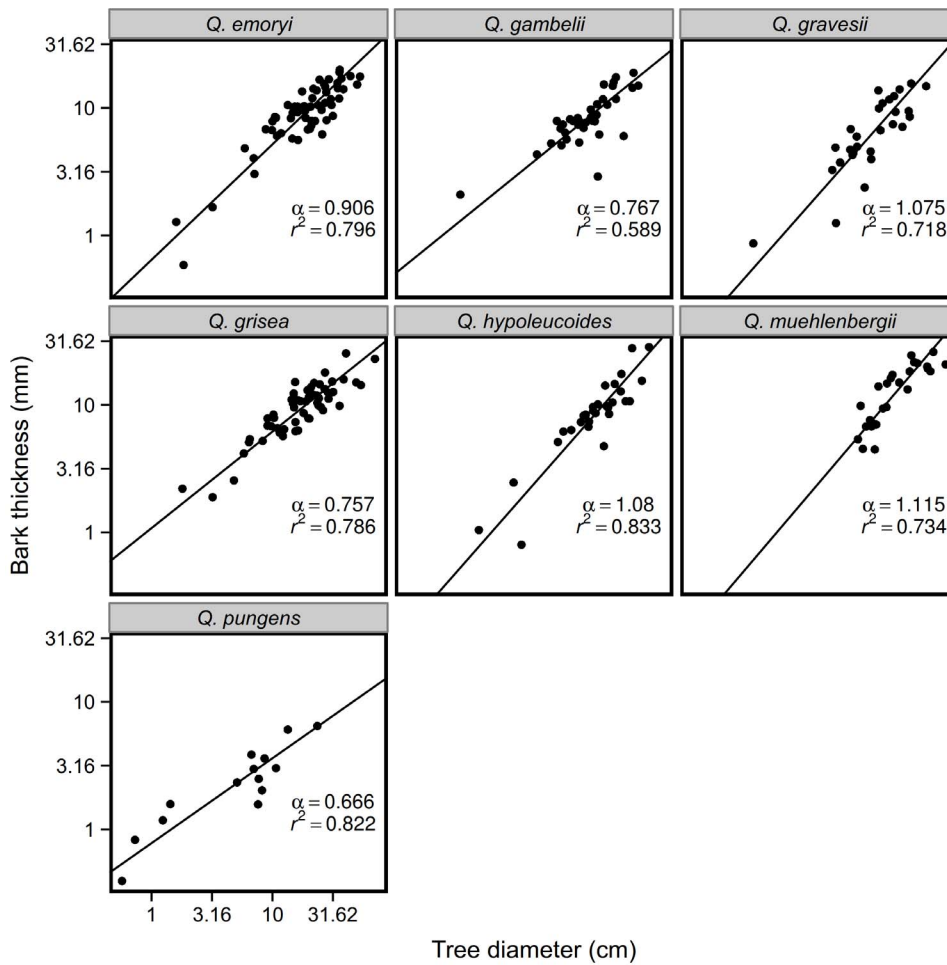 Q. emoryi
Q. gambelii
Q. gravesii
31.62
10
3.16
1
α = 0.906
r² = 0.796
α = 0.767
r² = 0.589
α = 1.075
r² = 0.718
Q. grisea
Q. hypoleucoides
Q. muehlenbergii
31.62
10
3.16
1
α = 0.757
r² = 0.786
α = 1.08
r² = 0.833
α = 1.115
r² = 0.734
Bark thickness (mm)
Q. pungens
31.62
10
3.16
1
α = 0.666
r² = 0.822
1 3.16 10 31.62
Tree diameter (cm)